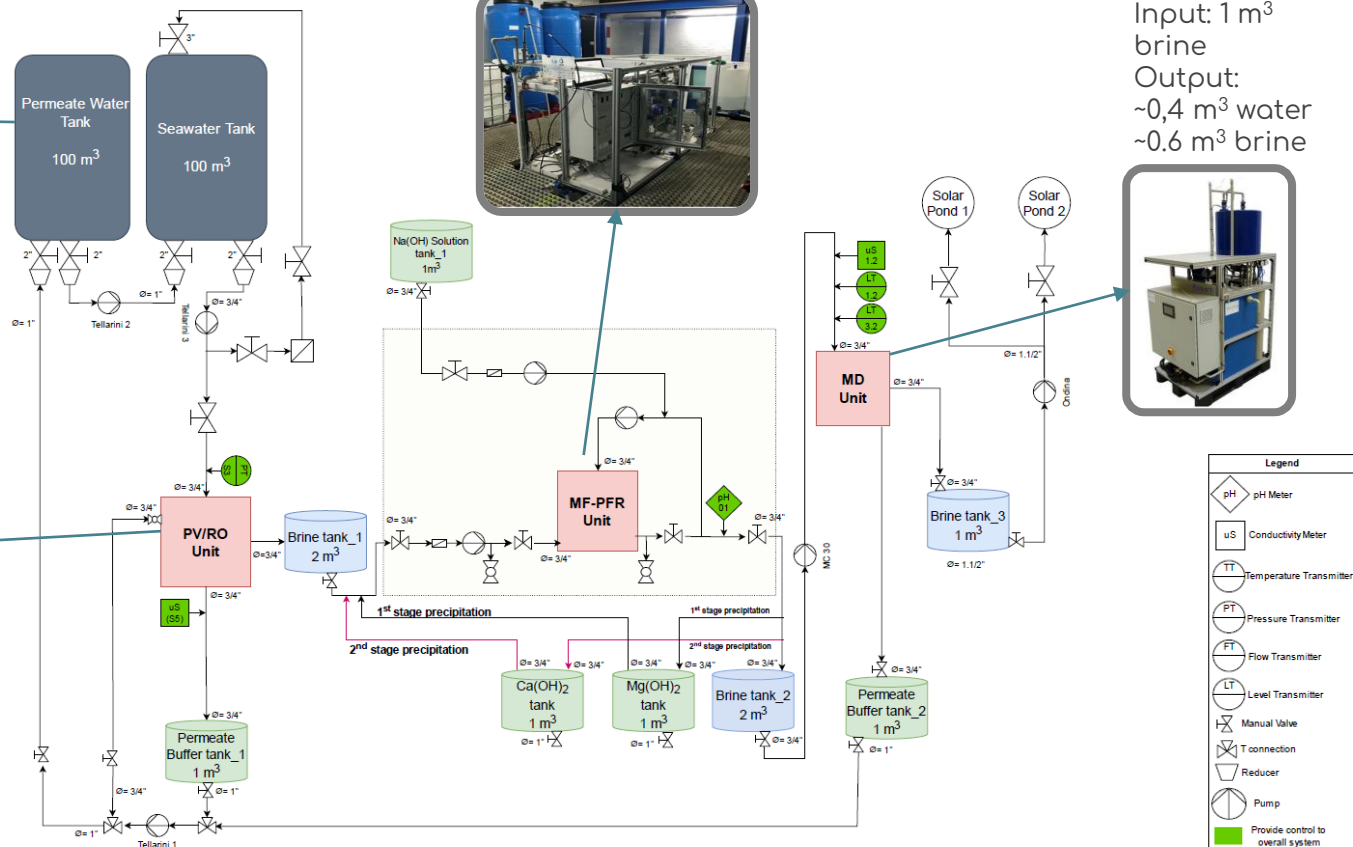 Input: 1 m³
brine
Output:
~0,4 m³ water
~0.6 m³ brine
3"
Permeate Water
Tank
100 m³
Seawater Tank
100 m³
2"
2"
2"
2"
Ø= 1"
Tellarini 2
Ø= 3/4"
Tellarini 3
Ø= 1"
Na(OH) Solution
tank_1
1m³
Ø= 3/4"
Solar
Pond 1
Solar
Pond 2
uS
1.2
LT
1.2
LT
3.2
Ø= 3/4"
Ø= 1.1/2"
MD
Unit
Ø= 3/4"
Ondina
PT
S3
Ø= 3/4"
Ø= 3/4"
PV/RO
Unit
Ø=3/4"
Brine tank_1
2 m³
Ø= 3/4"
Ø= 3/4"
MF-PFR
Unit
Ø= 3/4"
pH
01
Ø= 3/4"
MC 30
Ø= 3/4"
Brine tank_3
1 m³
Ø= 1.1/2"
Ø= 3/4"
uS
(S5)
1st stage precipitation
1st stage precipitation
2nd stage precipitation
2nd stage precipitation
Ø= 3/4"
Ø= 3/4"
Ø= 3/4"
Ø= 3/4"
Ø= 3/4"
Ø= 3/4"
Ca(OH)₂
tank
1 m³
Ø= 1"
Mg(OH)₂
tank
1 m³
Ø= 1"
Brine tank_2
2 m³
Ø= 3/4"
Permeate
Buffer tank_2
1 m³
Ø= 1"
Ø= 3/4"
Permeate
Buffer tank_1
1 m³
Ø= 1"
Ø= 3/4"
Ø= 1"
Tellarini 1
Legend
pH
pH Meter
uS
Conductivity Meter
TT
Temperature Transmitter
PT
Pressure Transmitter
FT
Flow Transmitter
LT
Level Transmitter
Manual Valve
T connection
Reducer
Pump
Provide control to
overall system